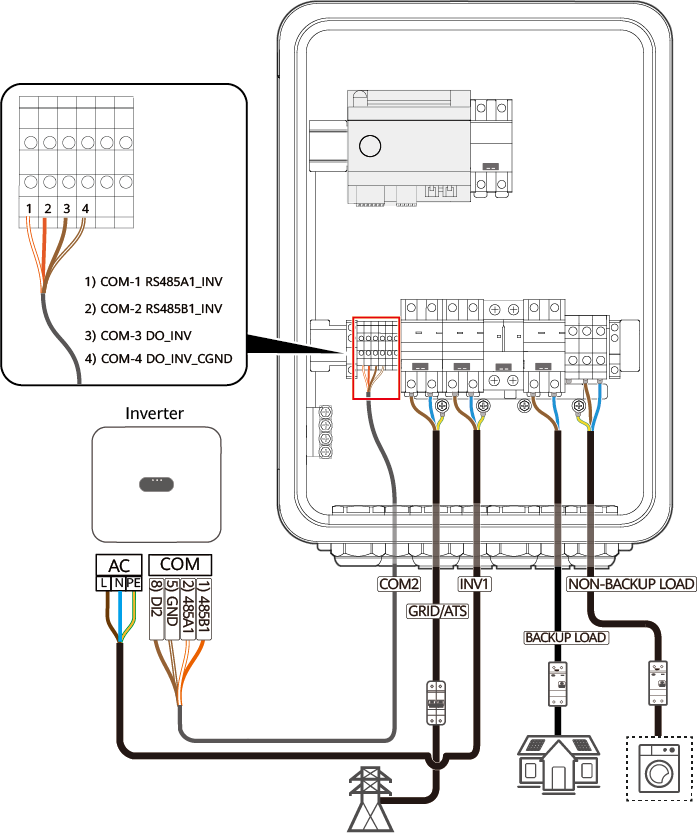 1 2 3 4
1) COM-1 RS485A1_INV
2) COM-2 RS485B1_INV
3) COM-3 DO_INV
4) COM-4 DO_INV_CGND
Inverter
AC
L N PE
COM
8) DI2
5) GND
2) 485A1
1) 485B1
COM2
INV1
NON-BACKUP LOAD
GRID/ATS
BACKUP LOAD